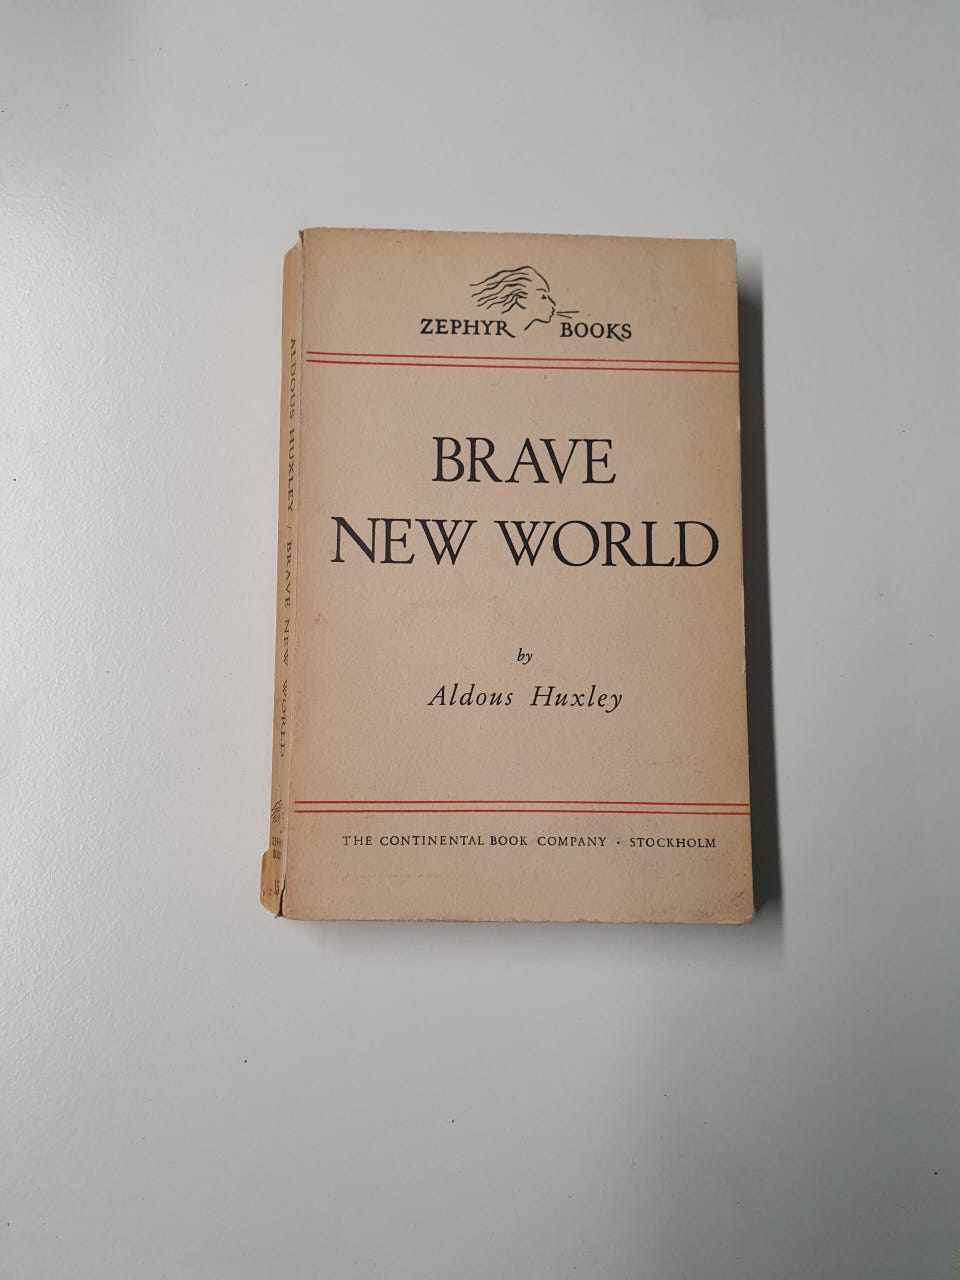 ZEPHYR BOOKS
BRAVE
NEW WORLD
by
Aldous Huxley
THE CONTINENTAL BOOK COMPANY · STOCKHOLM
ALDOUS HUXLEY / BRAVE NEW WORLD